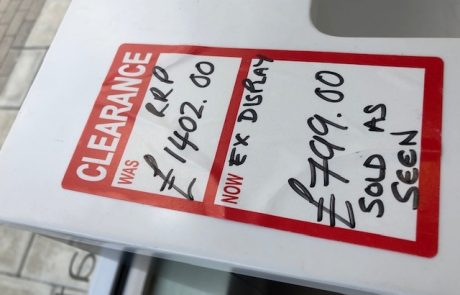 CLEARANCE
WAS RRP
£1402.00
NOW EX DISPLAY
£799.00
SOLD AS
SEEN